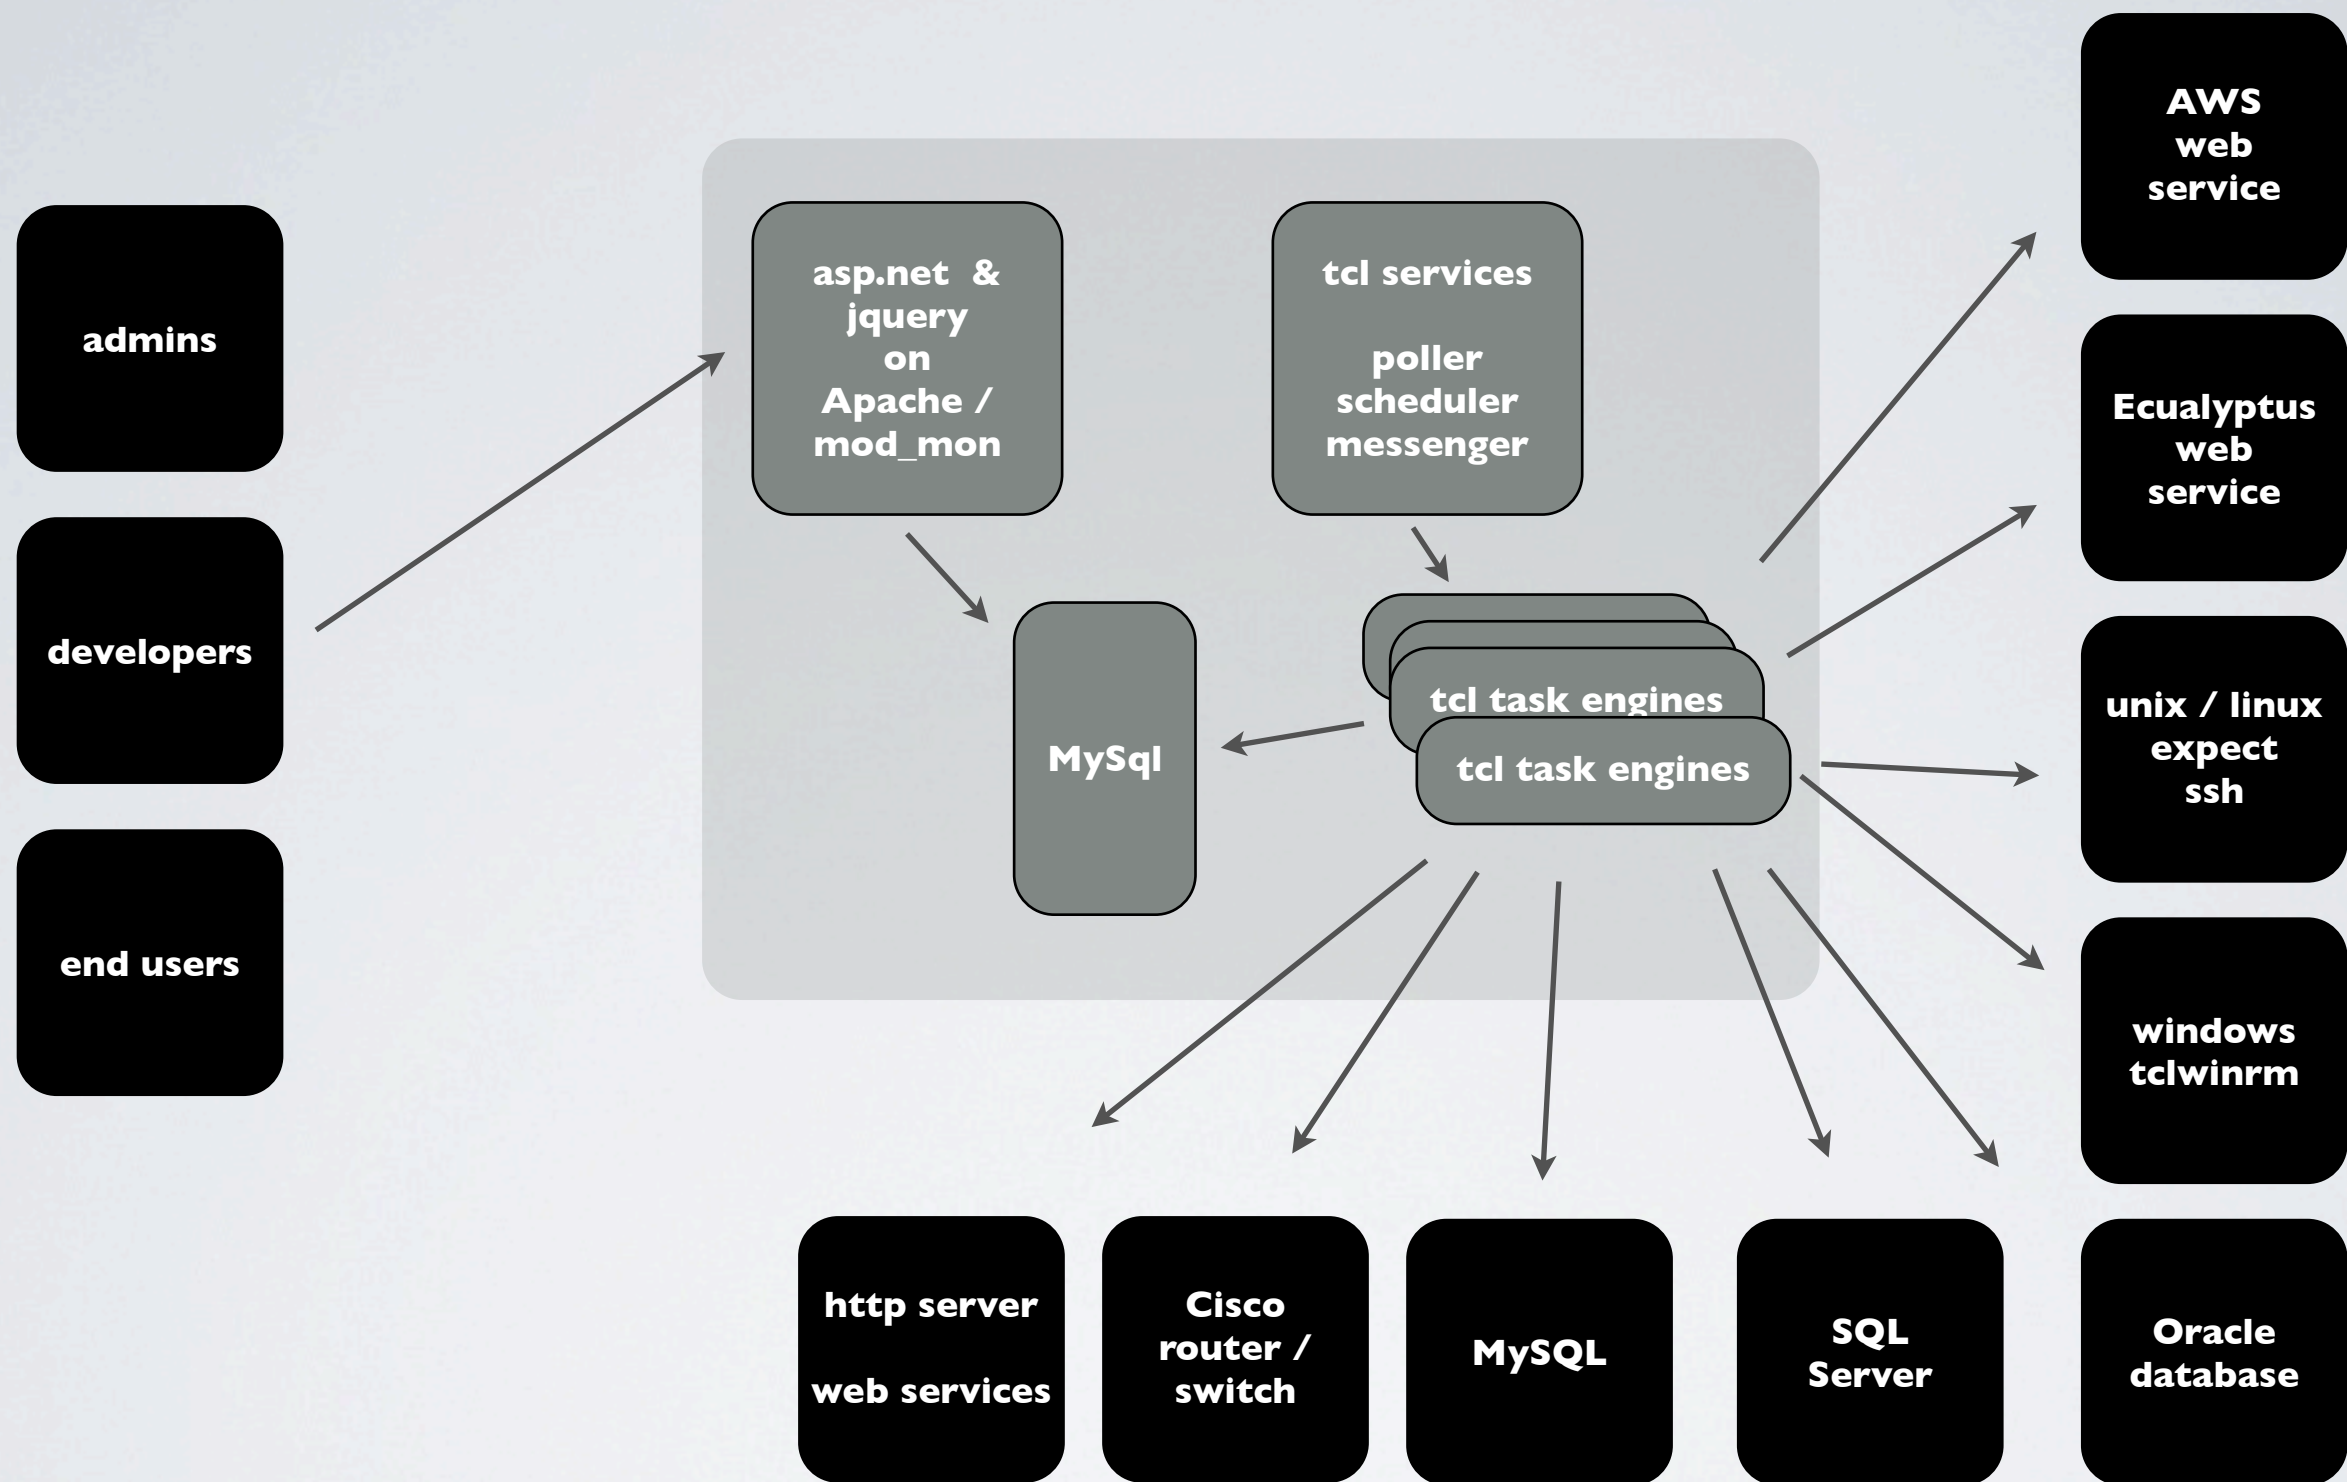 admins
developers
end users
asp.net &
jquery
on
Apache /
mod_mon
tcl services
poller
scheduler
messenger
MySql
tcl task engines
tcl task engines
AWS
web
service
Ecualyptus
web
service
unix / linux
expect
ssh
windows
tclwinrm
http server
web services
Cisco
router /
switch
MySQL
SQL
Server
Oracle
database